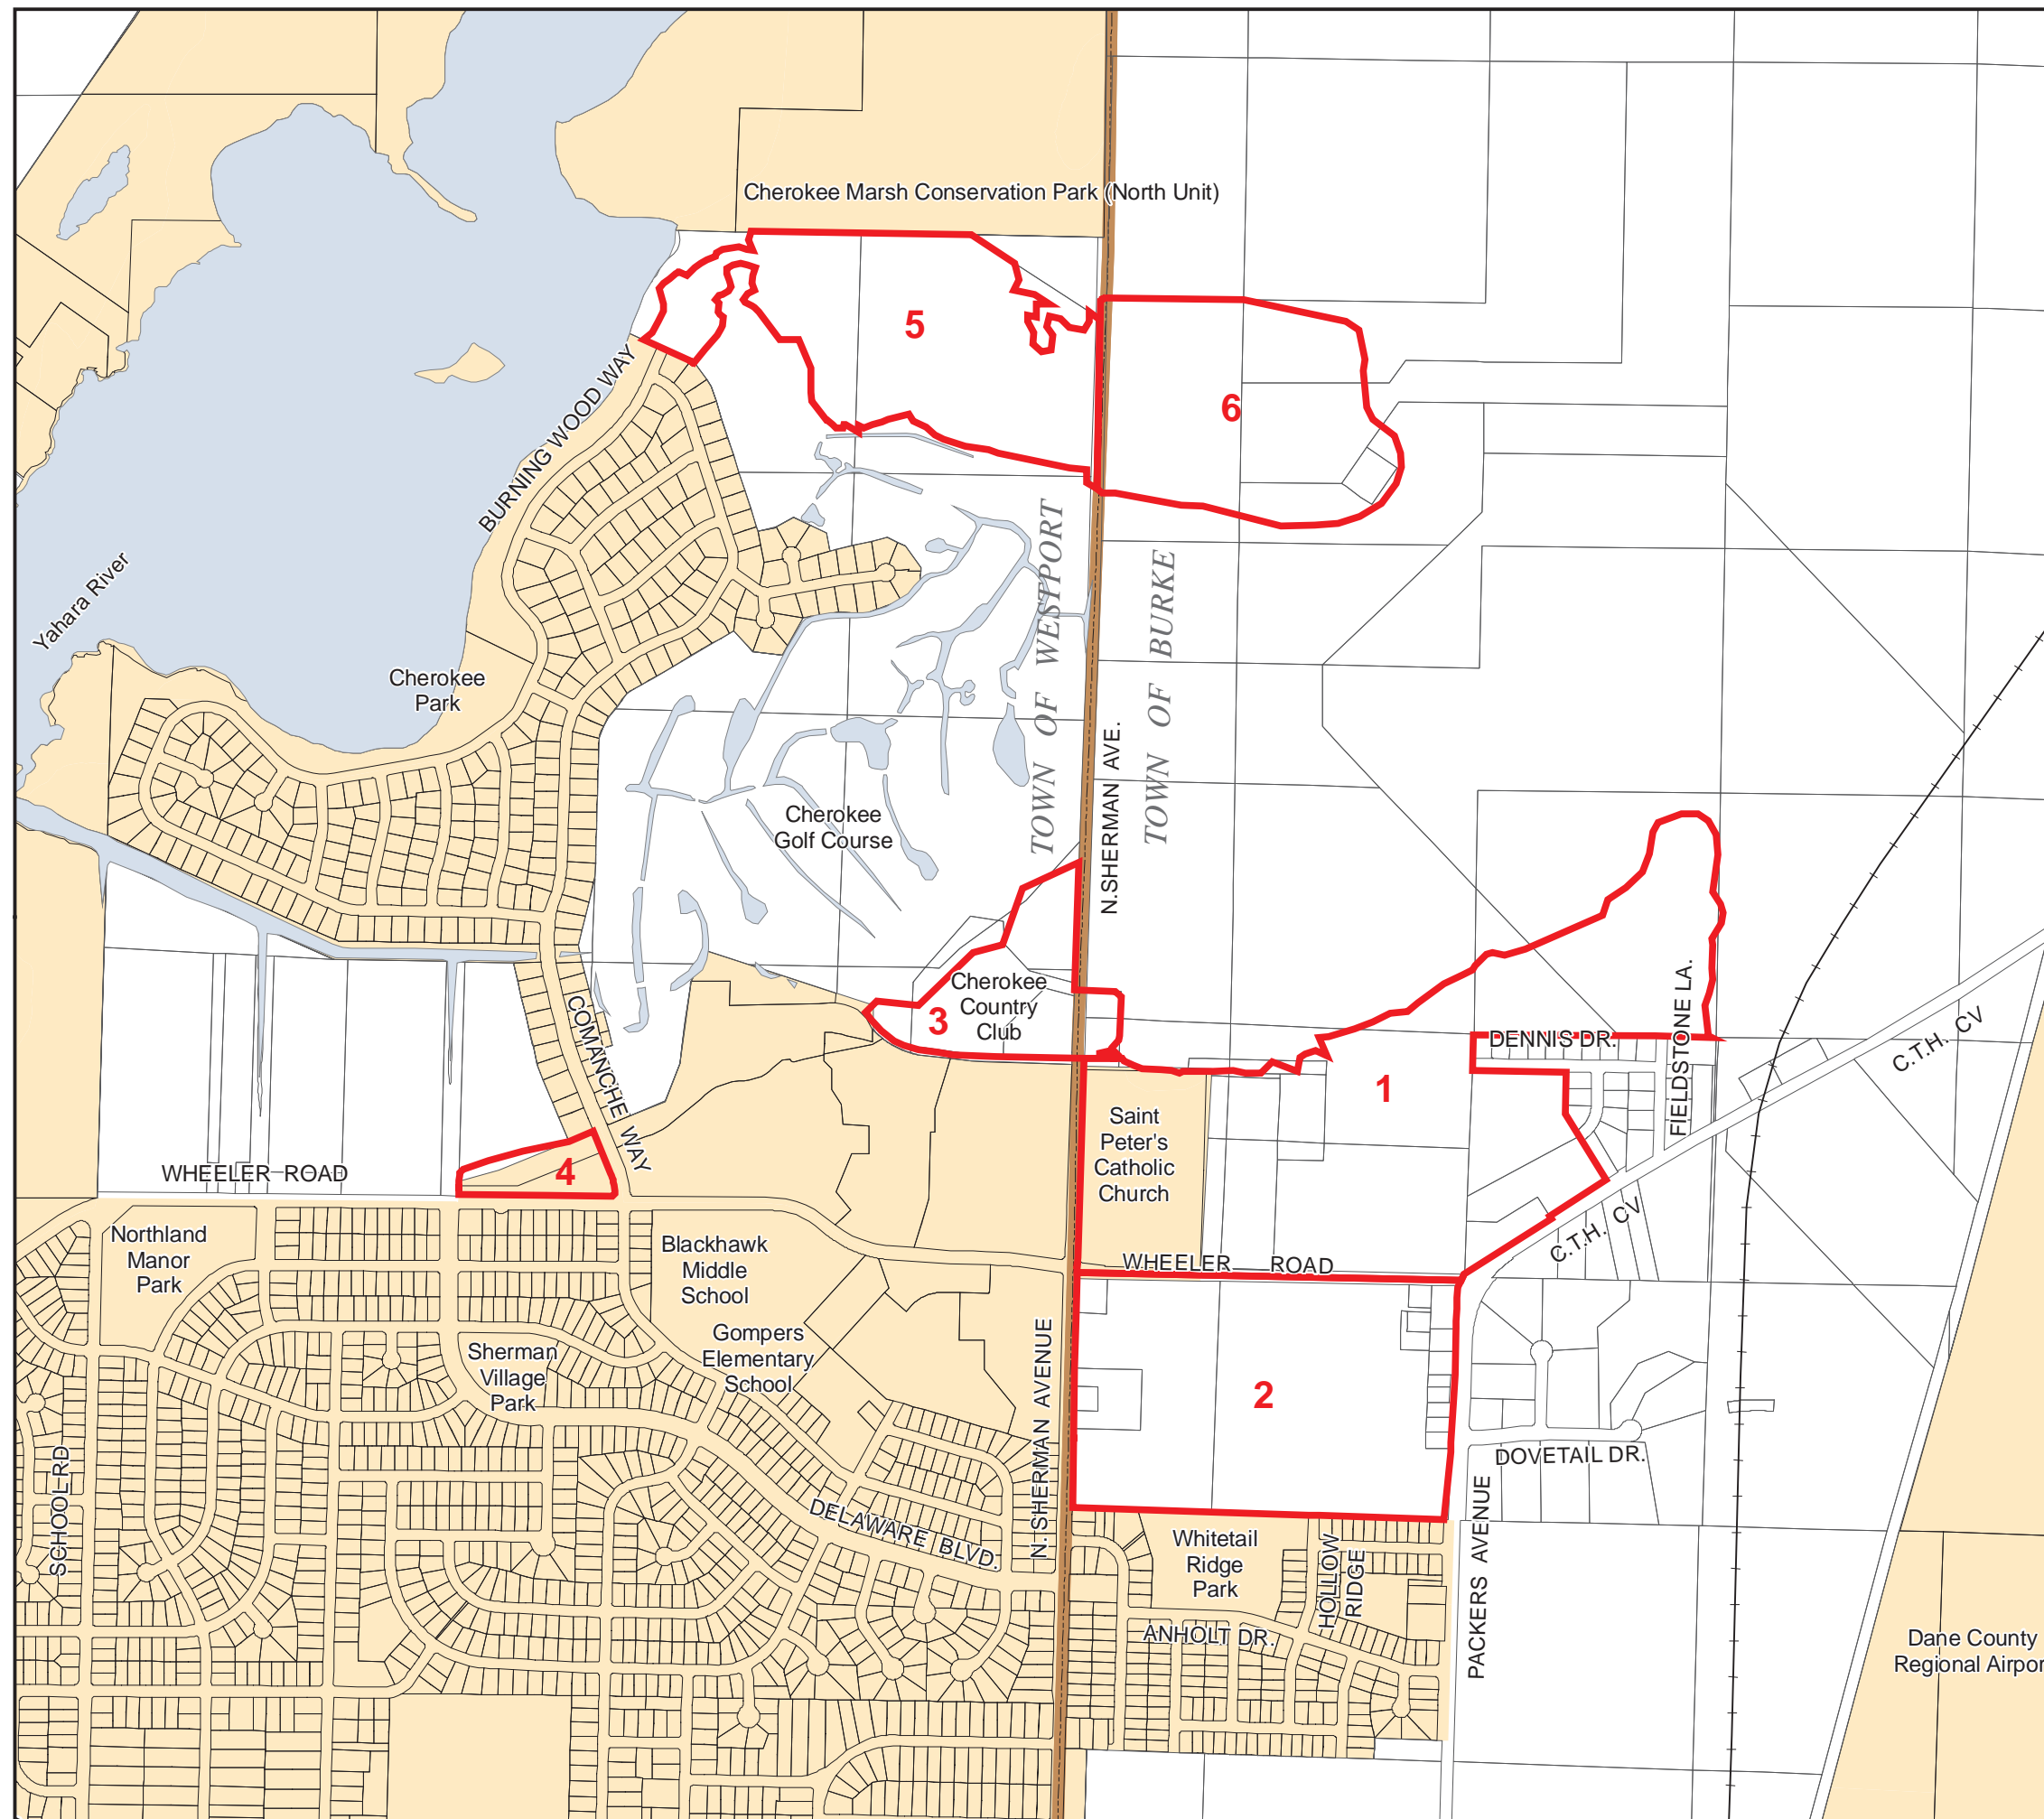 Cherokee Marsh Conservation Park (North Unit)
5
6
BURNING WOOD WAY
TOWN OF WESTPORT
TOWN OF BURKE
Yahara River
Cherokee
Park
N.SHERMAN AVE.
Cherokee
Golf Course
Cherokee
Country
Club
3
COMANCHE WAY
FIELDSTONE LA.
DENNIS DR.
C.T.H. CV
1
Saint
Peter's
Catholic
Church
4
WHEELER ROAD
C.T.H. CV
Northland
Manor
Park
Blackhawk
Middle
School
WHEELER ROAD
Gompers
Elementary
School
Sherman
Village
Park
N. SHERMAN AVENUE
2
SCHOOL RD
DOVETAIL DR.
DELAWARE BLVD.
Whitetail
Ridge
Park
HOLLOW
RIDGE
PACKERS AVENUE
ANHOLT DR.
Dane County
Regional Airpor